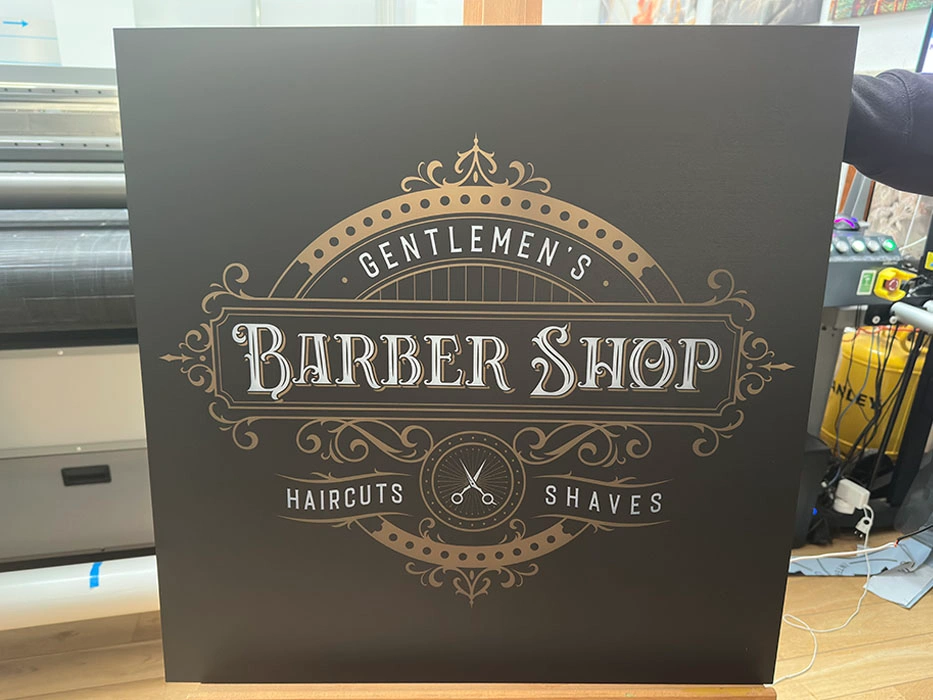 GENTLEMEN'S
BARBER SHOP
HAIRCUTS
SHAVES